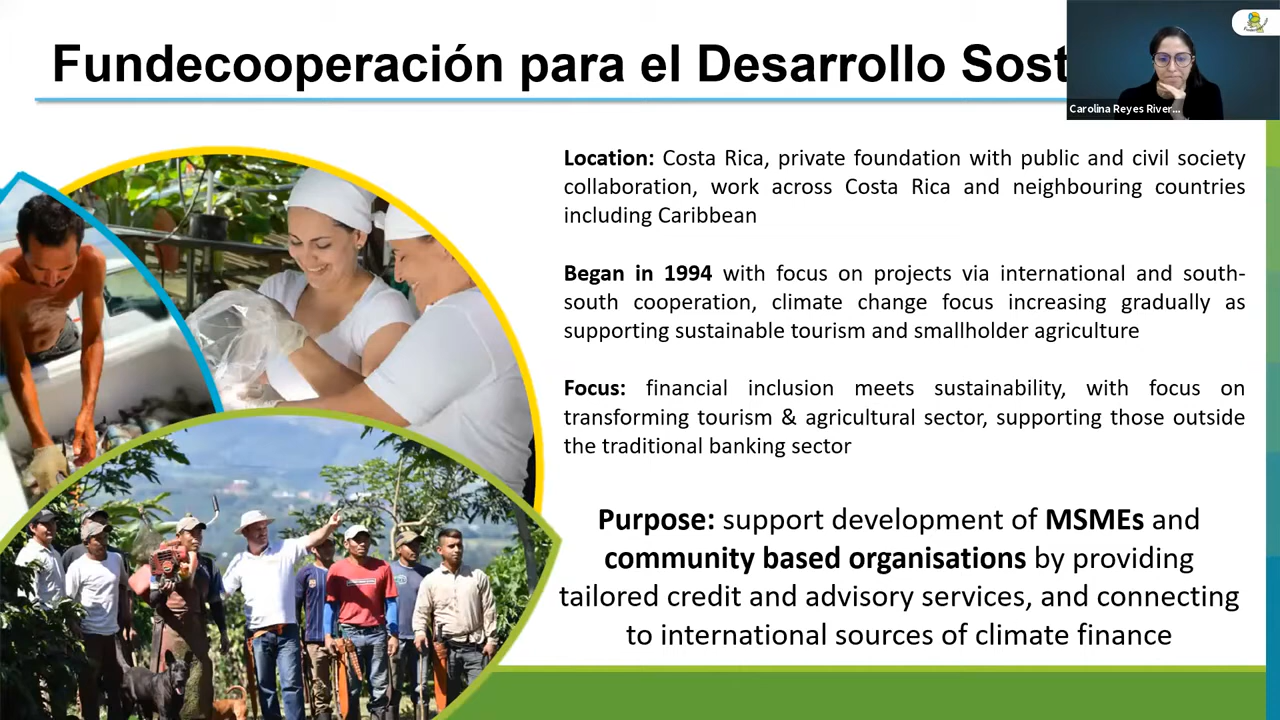 Fundecooperación para el Desarrollo Sost
Carolina Reyes River...
Location: Costa Rica, private foundation with public and civil society
collaboration, work across Costa Rica and neighbouring countries
including Caribbean
Began in 1994 with focus on projects via international and south-
south cooperation, climate change focus increasing gradually as
supporting sustainable tourism and smallholder agriculture
Focus: financial inclusion meets sustainability, with focus on
transforming tourism & agricultural sector, supporting those outside
the traditional banking sector
Purpose: support development of MSMEs and
community based organisations by providing
tailored credit and advisory services, and connecting
to international sources of climate finance